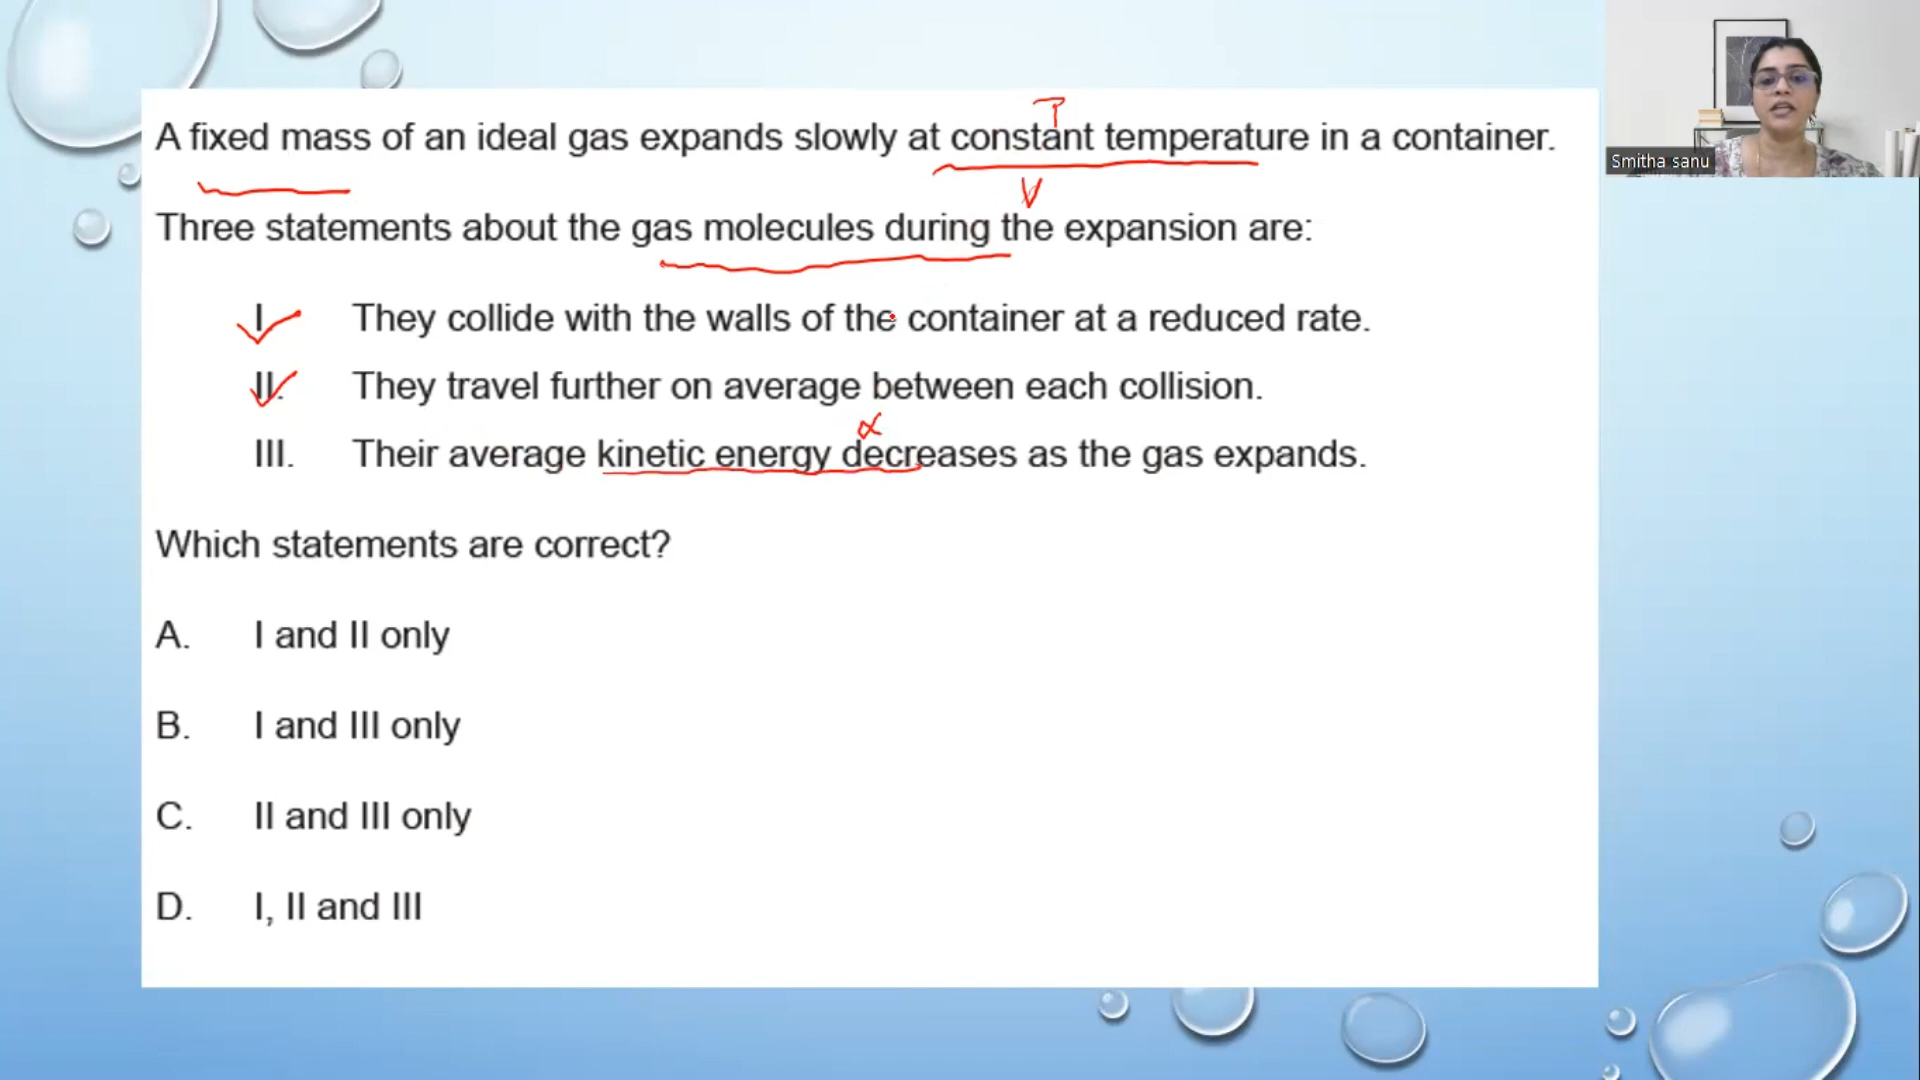 Smitha sanu
T
A fixed mass of an ideal gas expands slowly at constant temperature in a container.
V
Three statements about the gas molecules during the expansion are:
I. They collide with the walls of the container at a reduced rate.
II. They travel further on average between each collision.
III. Their average kinetic energy decreases as the gas expands.
Which statements are correct?
A. I and II only
B. I and III only
C. II and III only
D. I, II and III